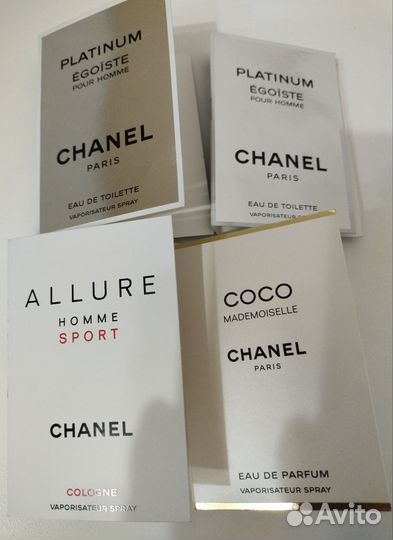 PLATINUM
ÉGOÏSTE
POUR HOMME
CHANEL
PARIS
EAU DE TOILETTE
VAPORISATEUR SPRAY
PLATINUM
ÉGOÏSTE
POUR HOMME
CHANEL
PARIS
EAU DE TOILETTE
VAPORISATEUR SPRAY
ALLURE
HOMME
SPORT
CHANEL
COLOGNE
VAPORISATEUR SPRAY
COCO
MADEMOISELLE
CHANEL
PARIS
EAU DE PARFUM
VAPORISATEUR SPRAY
Avito